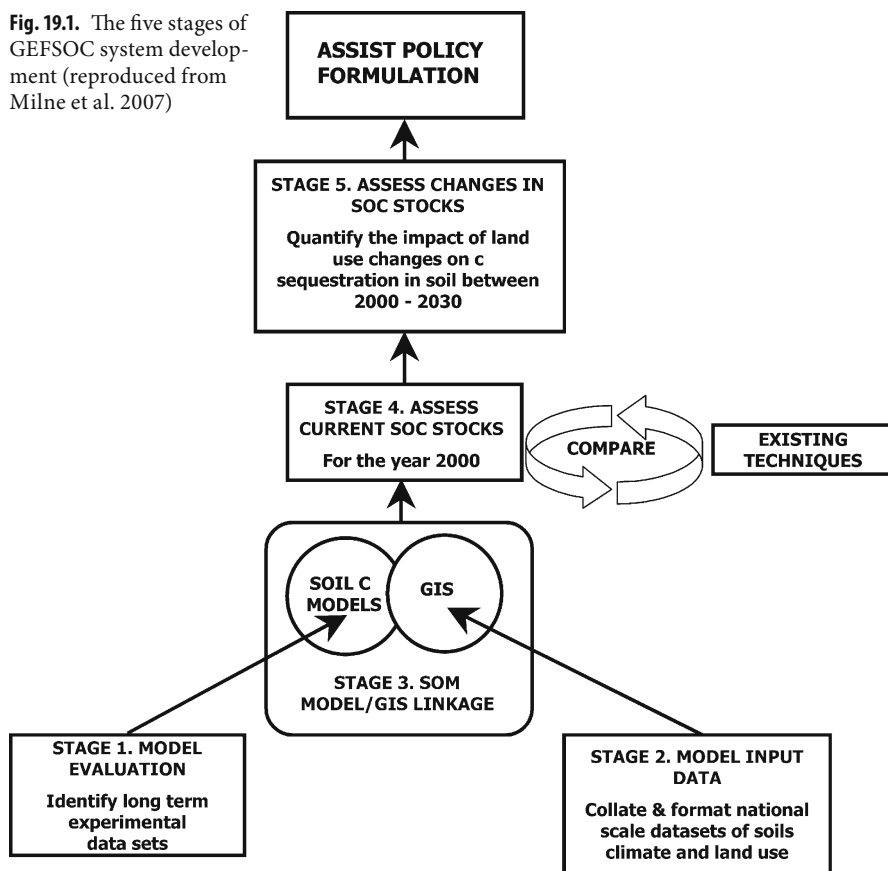 Fig. 19.1. The five stages of
GEFSOC system develop-
ment (reproduced from
Milne et al. 2007)
ASSIST POLICY
FORMULATION
STAGE 5. ASSESS CHANGES IN
SOC STOCKS
Quantify the impact of land
use changes on c
sequestration in soil between
2000 - 2030
STAGE 4. ASSESS
CURRENT SOC STOCKS
For the year 2000
COMPARE
EXISTING
TECHNIQUES
SOIL C
MODELS
GIS
STAGE 3. SOM
MODEL/GIS LINKAGE
STAGE 1. MODEL
EVALUATION
Identify long term
experimental
data sets
STAGE 2. MODEL INPUT
DATA
Collate & format national
scale datasets of soils
climate and land use